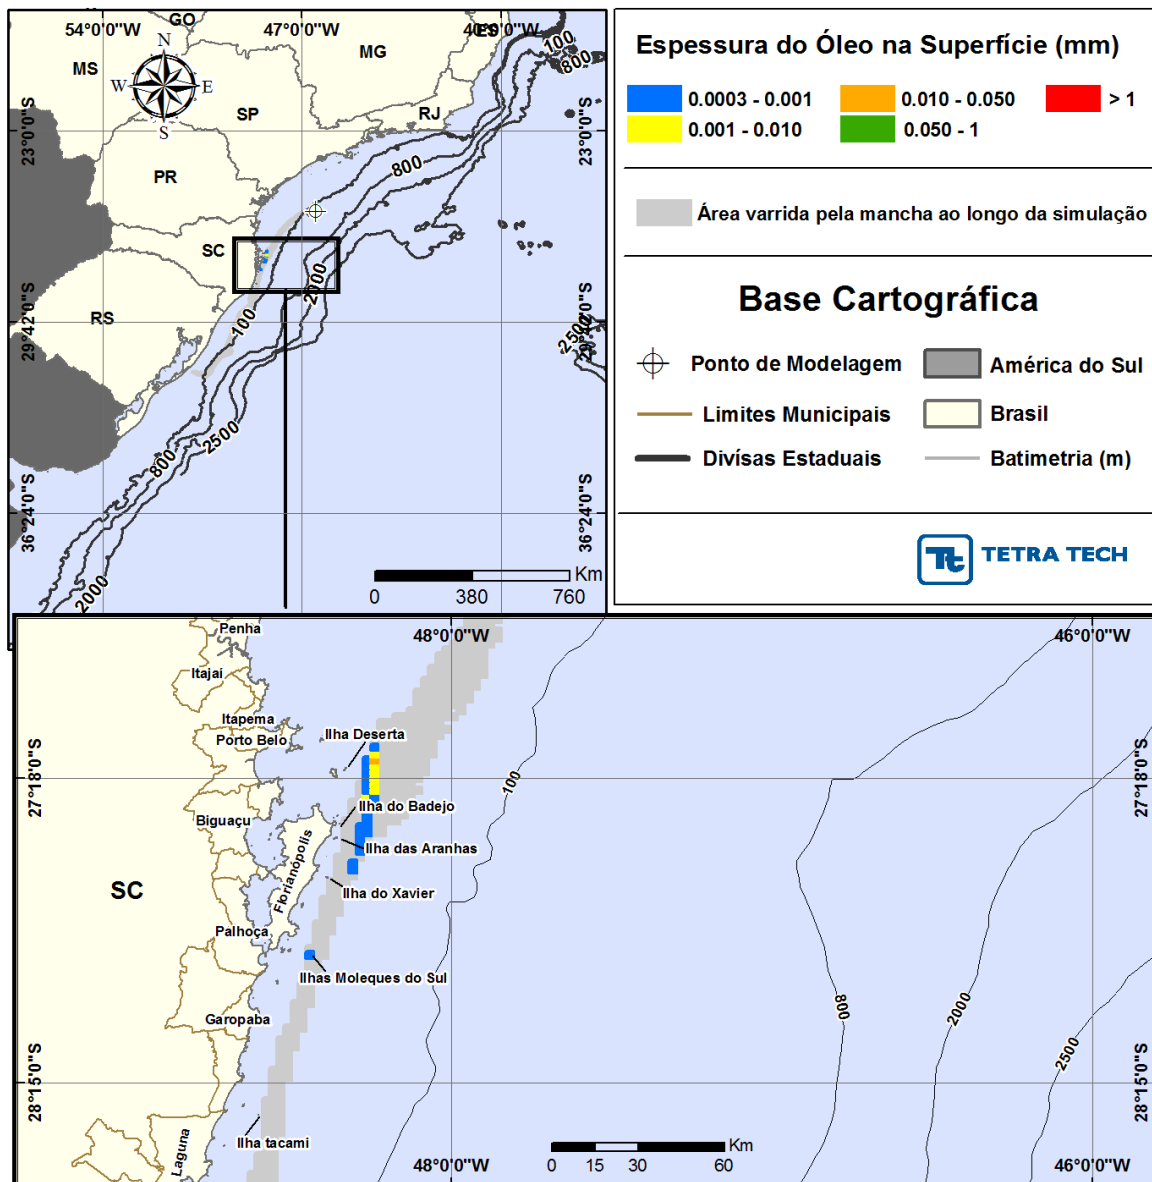 54°0'0"W
47°0'0"W
40°0'0"W
GO
ES
MG
MS
N
W
E
S
SP
RJ
PR
SC
RS
100
800
800
2000
100
2500
2500
800
2000
23°0'0"S
23°0'0"S
29°42'0"S
29°42'0"S
36°24'0"S
36°24'0"S
Km
0 380 760
Espessura do Óleo na Superfície (mm)
0.0003 - 0.001
0.010 - 0.050
> 1
0.001 - 0.010
0.050 - 1
Área varrida pela mancha ao longo da simulação
Base Cartográfica
Ponto de Modelagem
América do Sul
Limites Municipais
Brasil
Divísas Estaduais
Batimetria (m)
Tt TETRA TECH
Penha
48°0'0"W
46°0'0"W
Itajaí
Itapema
Porto Belo
Ilha Deserta
27°18'0"S
27°18'0"S
100
Ilha do Badejo
Biguaçu
Ilha das Aranhas
Florianópolis
SC
Ilha do Xavier
Palhoça
Ilhas Moleques do Sul
Garopaba
800
2000
2500
28°15'0"S
28°15'0"S
Ilha tacami
Laguna
Km
0 15 30 60
48°0'0"W
46°0'0"W